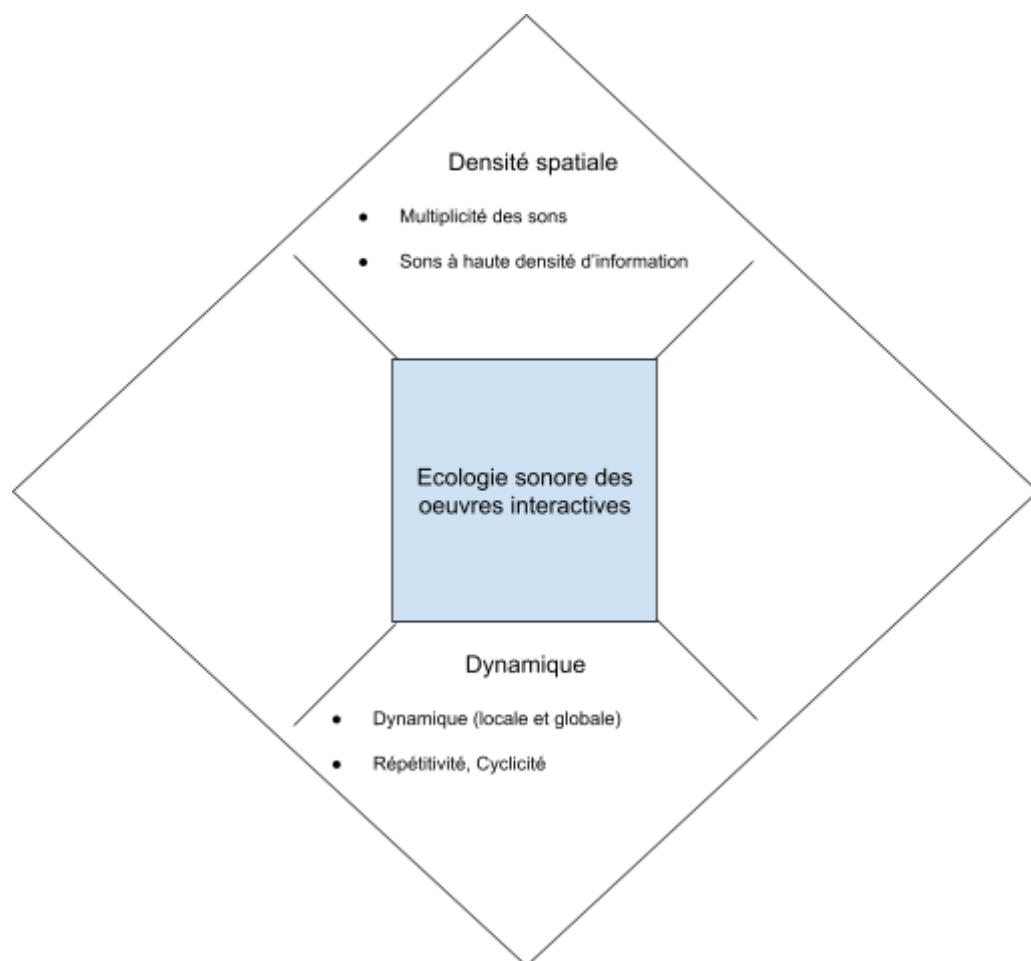 Densité spatiale
● Multiplicité des sons
● Sons à haute densité d'information
Ecologie sonore des
oeuvres interactives
Dynamique
● Dynamique (locale et globale)
● Répétitivité, Cyclicité